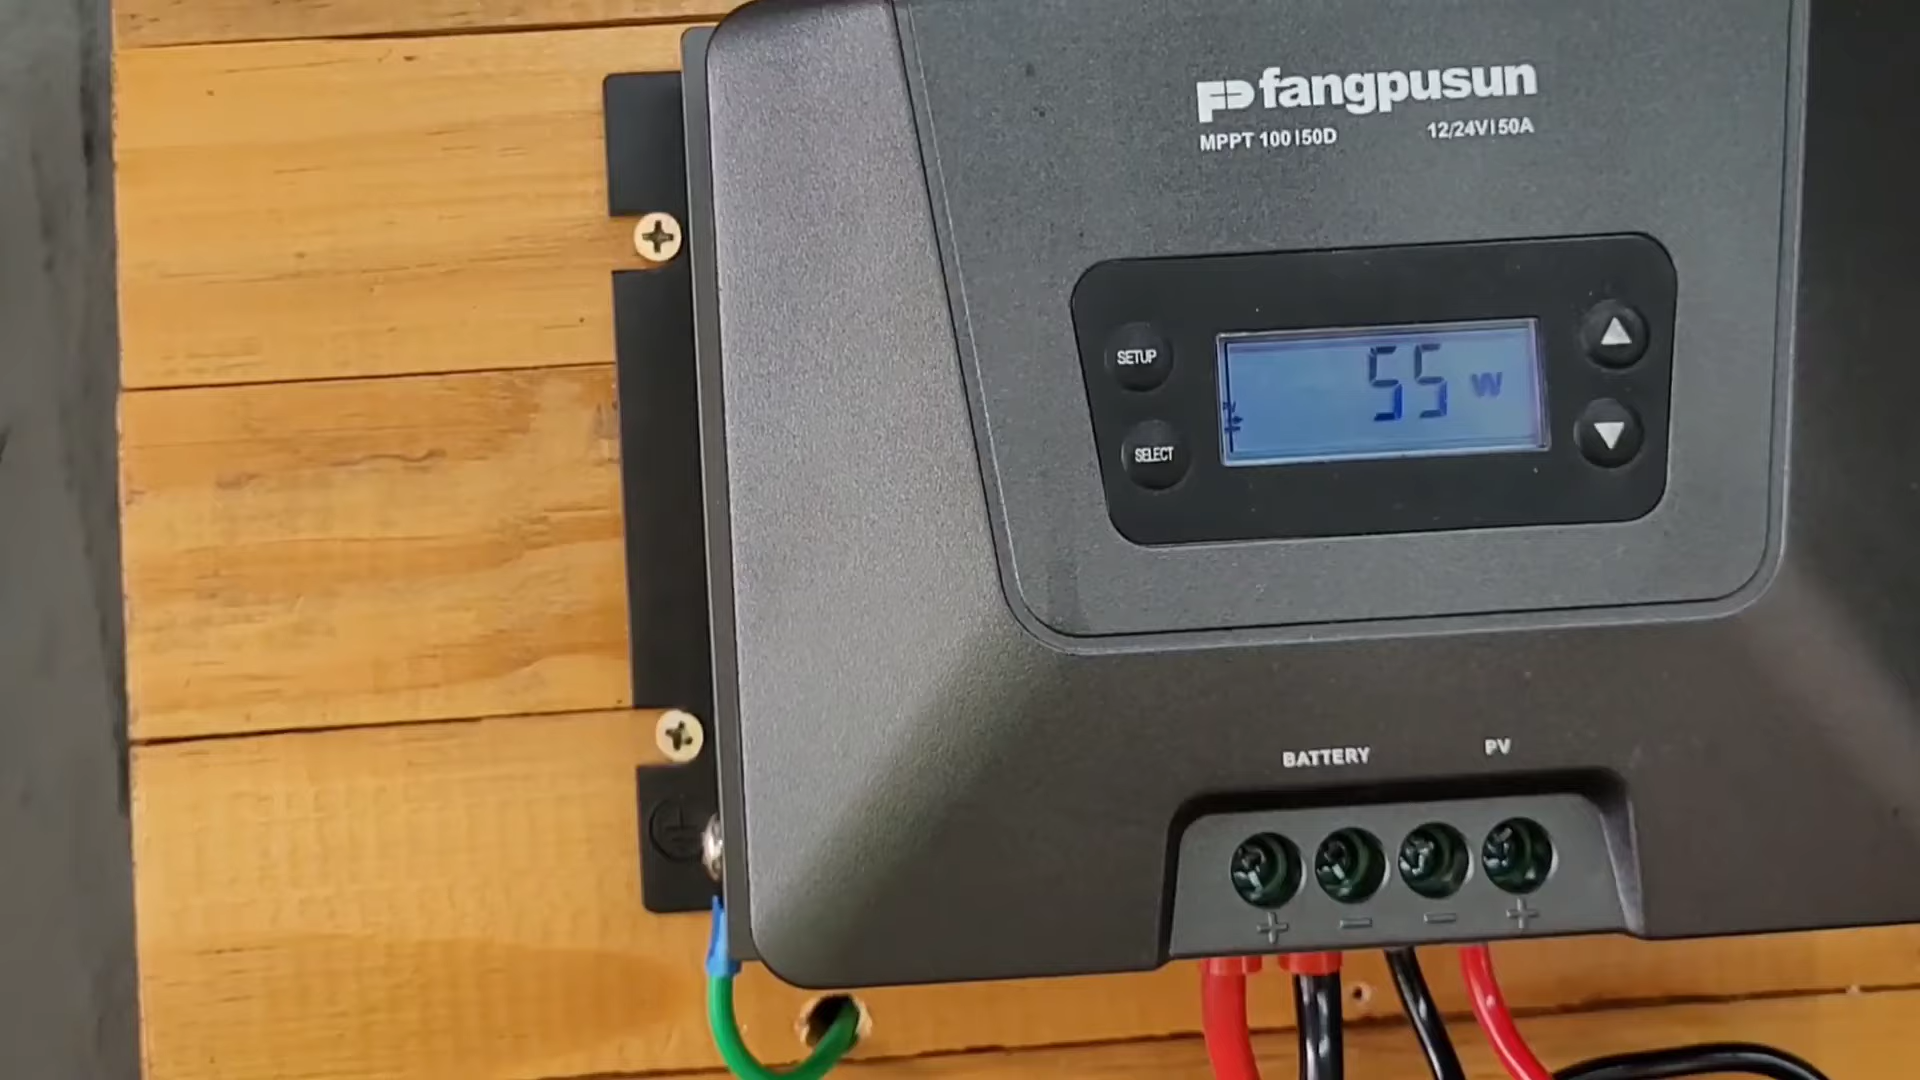 fangpusun
MPPT 100|50D 12/24V|50A
SETUP
55 W
SELECT
BATTERY PV
+ − − +